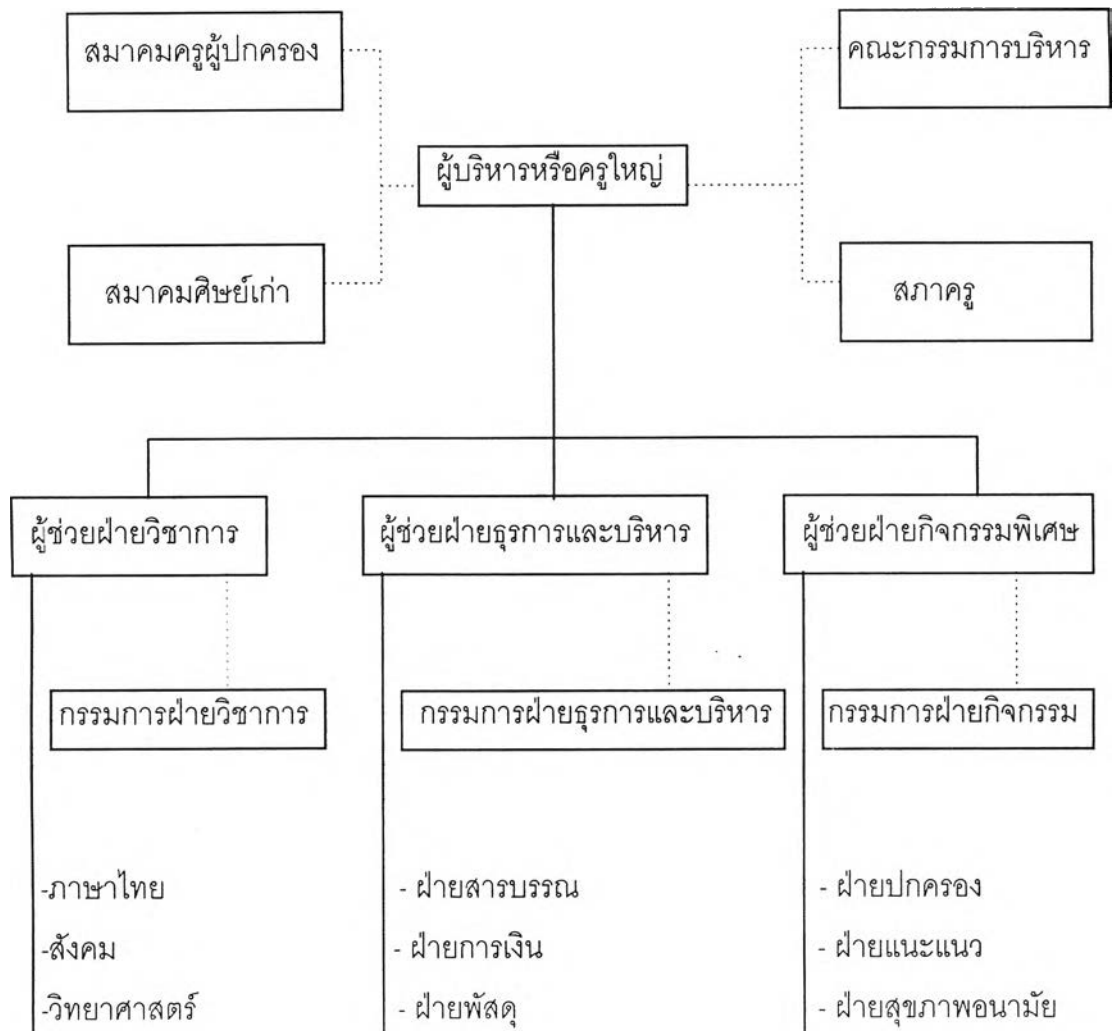 สมาคมครูผู้ปกครอง
คณะกรรมการบริหาร
ผู้บริหารหรือครูใหญ่
สมาคมศิษย์เก่า
สภาครู
ผู้ช่วยฝ่ายวิชาการ
ผู้ช่วยฝ่ายธุรการและบริหาร
ผู้ช่วยฝ่ายกิจกรรมพิเศษ
กรรมการฝ่ายวิชาการ
กรรมการฝ่ายธุรการและบริหาร
กรรมการฝ่ายกิจกรรม
-ภาษาไทย
- ฝ่ายสารบรรณ
- ฝ่ายปกครอง
-สังคม
- ฝ่ายการเงิน
- ฝ่ายแนะแนว
-วิทยาศาสตร์
- ฝ่ายพัสดุ
- ฝ่ายสุขภาพอนามัย